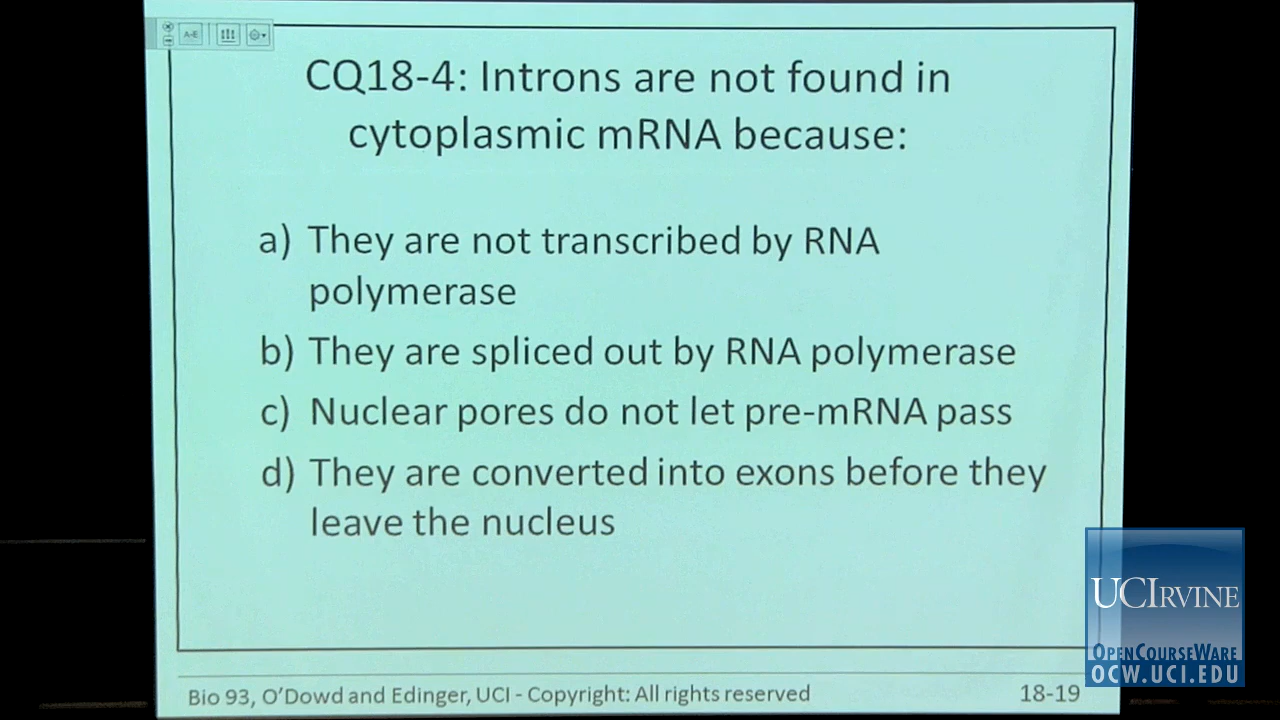 A-E
CQ18-4: Introns are not found in
cytoplasmic mRNA because:
a) They are not transcribed by RNA
polymerase
b) They are spliced out by RNA polymerase
c) Nuclear pores do not let pre-mRNA pass
d) They are converted into exons before they
leave the nucleus
UCIRVINE
OPENCOURSEWARE
OCW.UCI.EDU
Bio 93, O'Dowd and Edinger, UCI - Copyright: All rights reserved
18-19